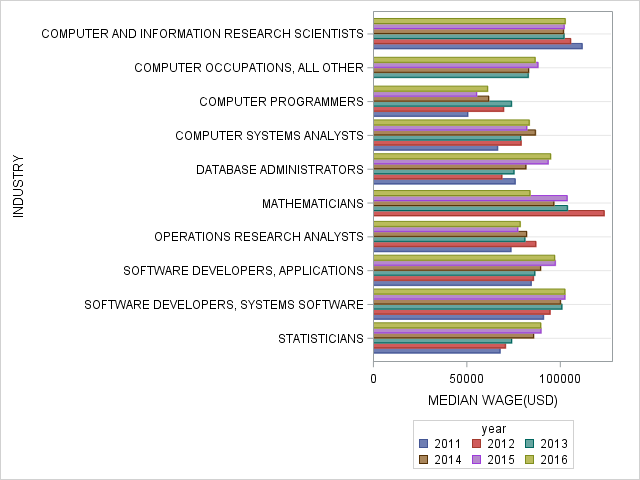 INDUSTRY
COMPUTER AND INFORMATION RESEARCH SCIENTISTS
COMPUTER OCCUPATIONS, ALL OTHER
COMPUTER PROGRAMMERS
COMPUTER SYSTEMS ANALYSTS
DATABASE ADMINISTRATORS
MATHEMATICIANS
OPERATIONS RESEARCH ANALYSTS
SOFTWARE DEVELOPERS, APPLICATIONS
SOFTWARE DEVELOPERS, SYSTEMS SOFTWARE
STATISTICIANS
0 50000 100000
MEDIAN WAGE(USD)
year
2011 2012 2013
2014 2015 2016